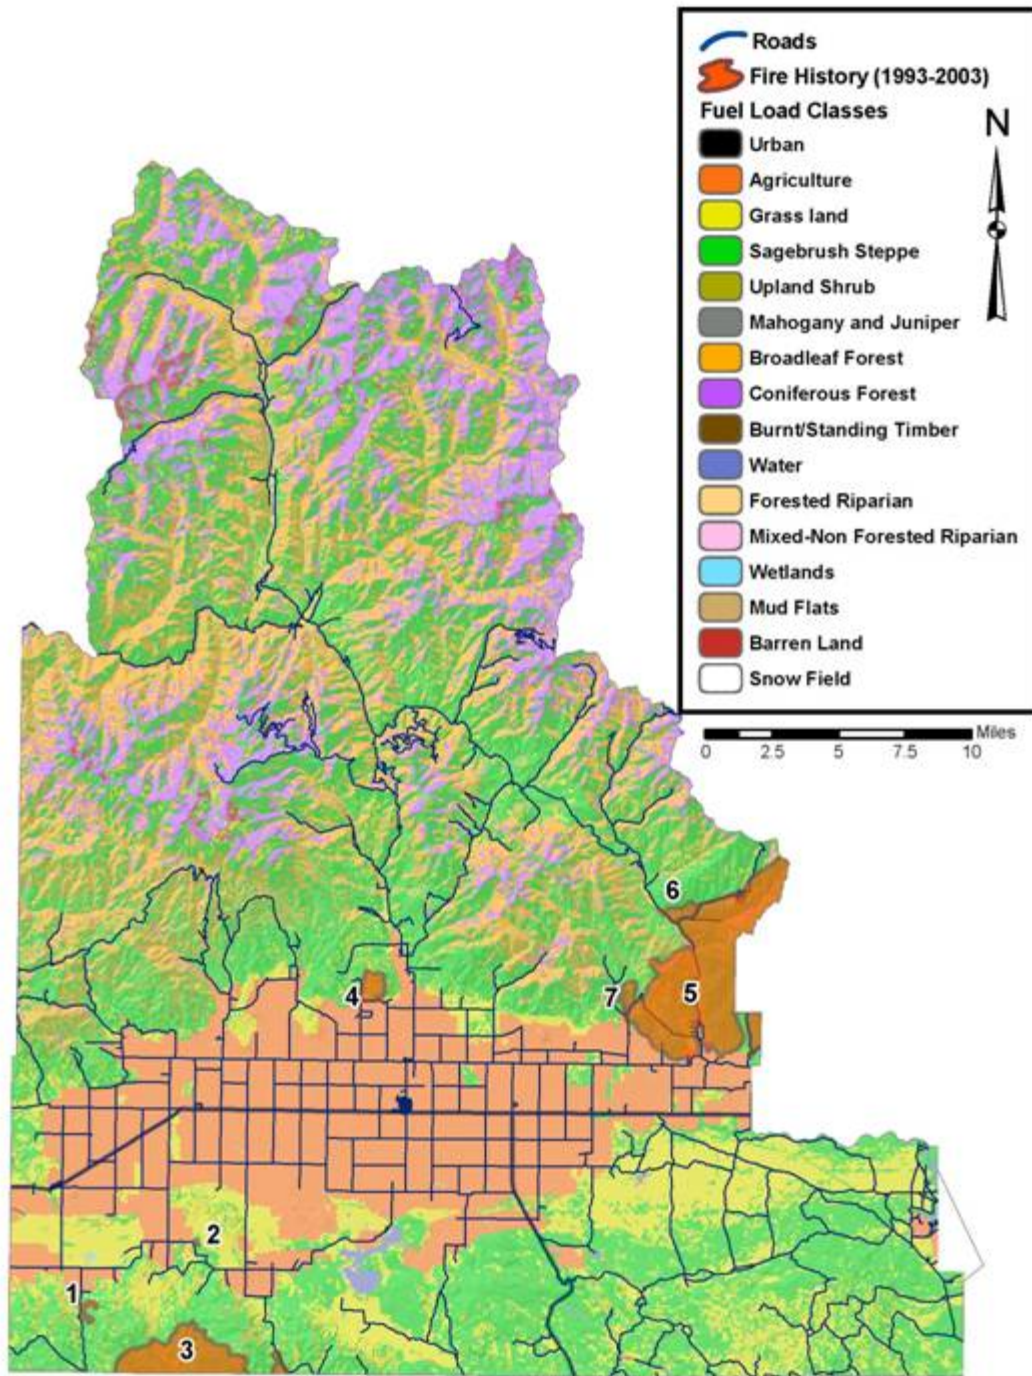 Roads
Fire History (1993-2003)
Fuel Load Classes
N
Urban
Agriculture
Grass land
Sagebrush Steppe
Upland Shrub
Mahogany and Juniper
Broadleaf Forest
Coniferous Forest
Burnt/Standing Timber
Water
Forested Riparian
Mixed-Non Forested Riparian
Wetlands
Mud Flats
Barren Land
Snow Field
Miles
0 2.5 5 7.5 10
6
4
7
5
2
1
3